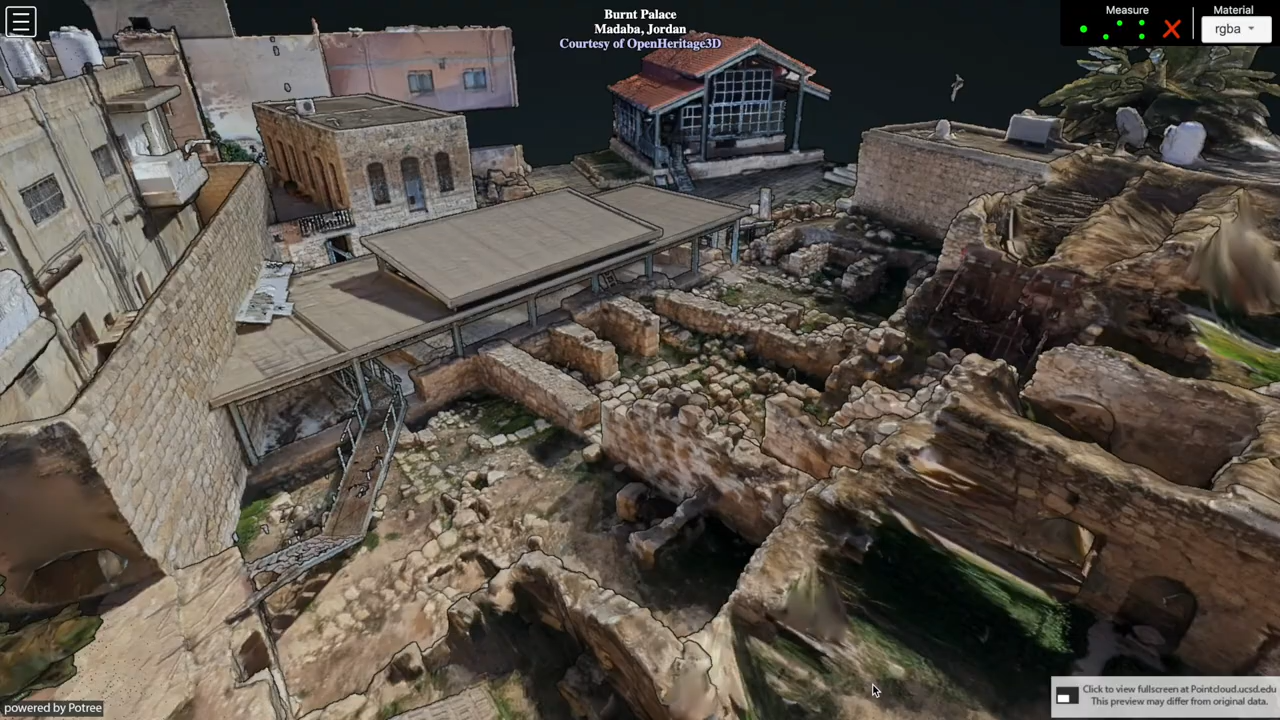 Burnt Palace
Madaba, Jordan
Courtesy of OpenHeritage3D
Measure
Material
rgba
Click to view fullscreen at Pointcloud.ucsd.edu
This preview may differ from original data.
powered by Potree